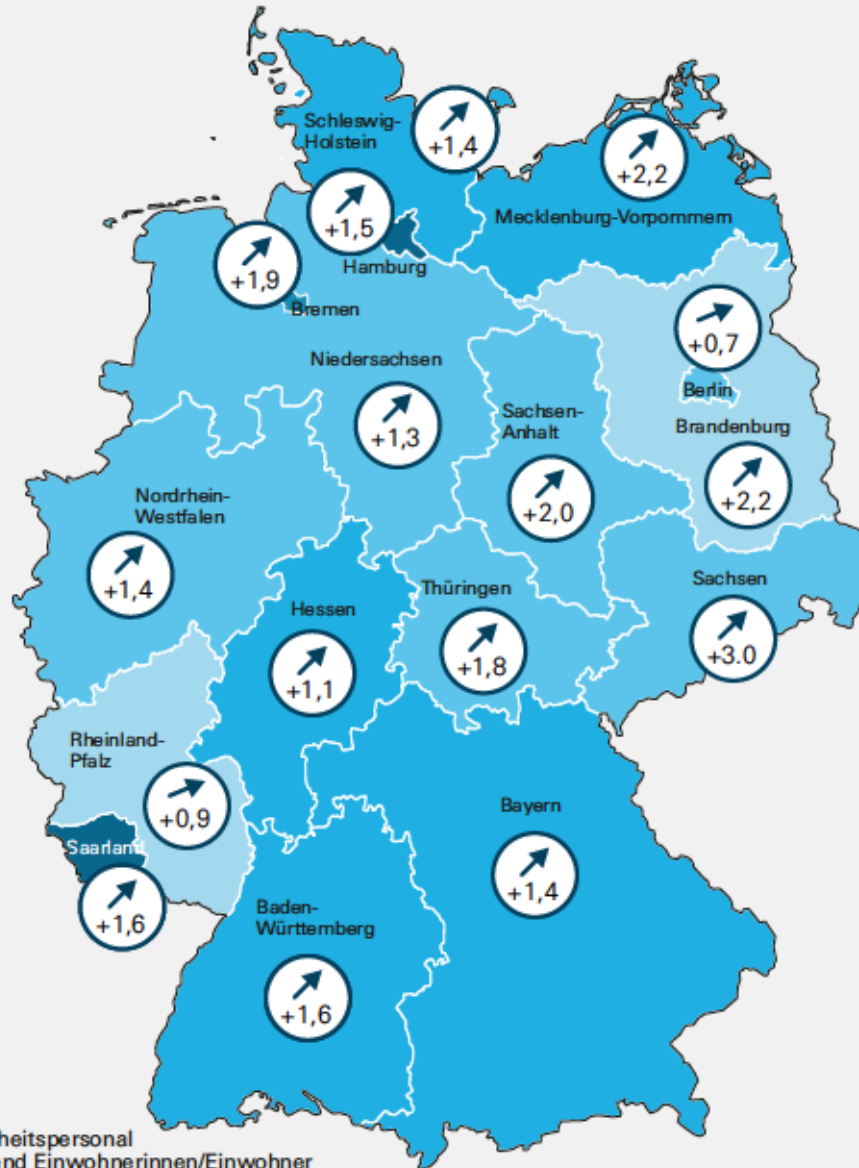 Schleswig-
Holstein
+1,4
+2,2
Mecklenburg-Vorpommern
+1,5
Hamburg
+1,9
Bremen
+0,7
Berlin
Niedersachsen
+1,3
Sachsen-
Anhalt
+2,0
Brandenburg
+2,2
Nordrhein-
Westfalen
+1,4
Hessen
+1,1
Thüringen
+1,8
Sachsen
+3.0
Rheinland-
Pfalz
+0,9
Saarland
+1,6
Bayern
+1,4
Baden-
Württemberg
+1,6
heitspersonal
end Einwohnerinnen/Einwohner